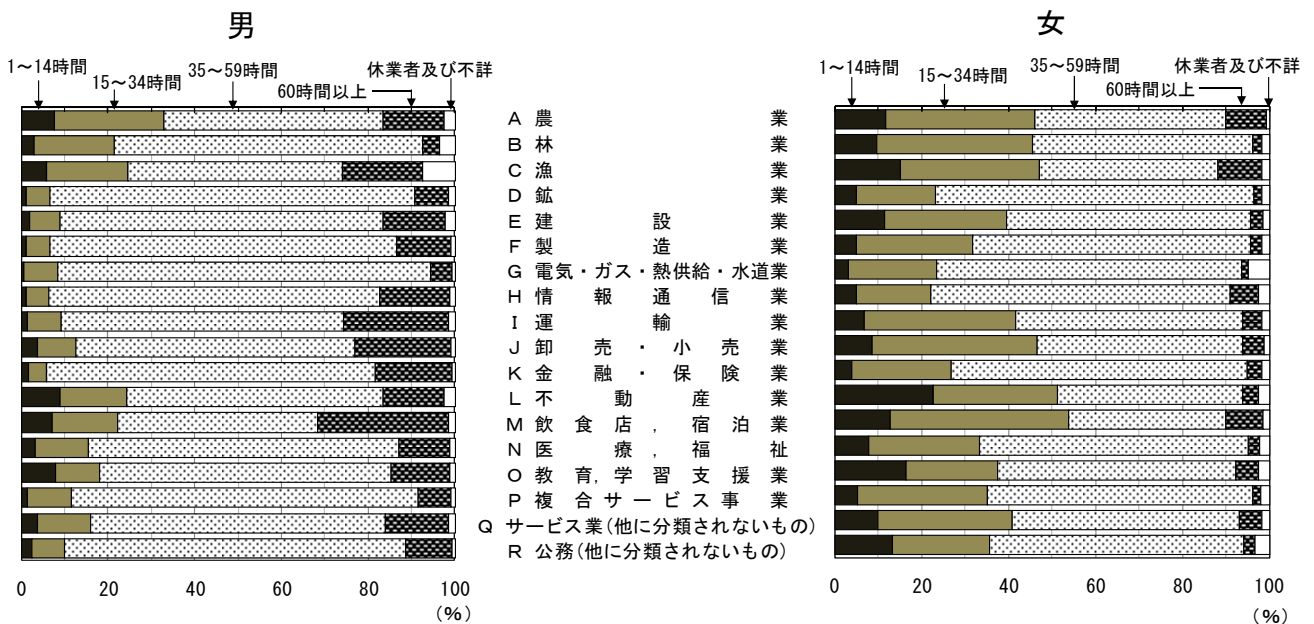 男
1～14時間
15～34時間
35～59時間
60時間以上
休業者及び不詳
女
1～14時間
15～34時間
35～59時間
60時間以上
休業者及び不詳
A 農業
B 林業
C 漁業
D 鉱業
E 建設業
F 製造業
G 電気・ガス・熱供給・水道業
H 情報通信業
I 運輸業
J 卸売・小売業
K 金融・保険業
L 不動産業
M 飲食店，宿泊業
N 医療，福祉
O 教育，学習支援業
P 複合サービス事業
Q サービス業(他に分類されないもの)
R 公務(他に分類されないもの)
0 20 40 60 80 100
(%)
0 20 40 60 80 100
(%)